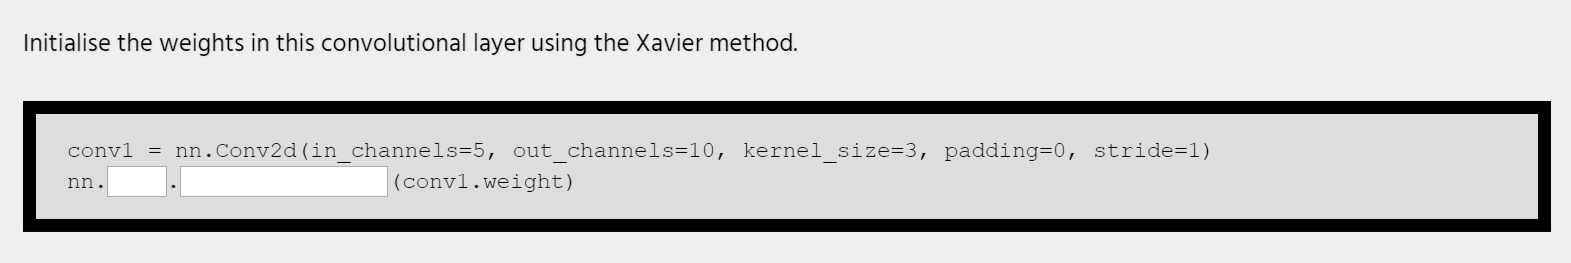 Initialise the weights in this convolutional layer using the Xavier method.
conv1 = nn.Conv2d(in_channels=5, out_channels=10, kernel_size=3, padding=0, stride=1)
nn. . (conv1.weight)